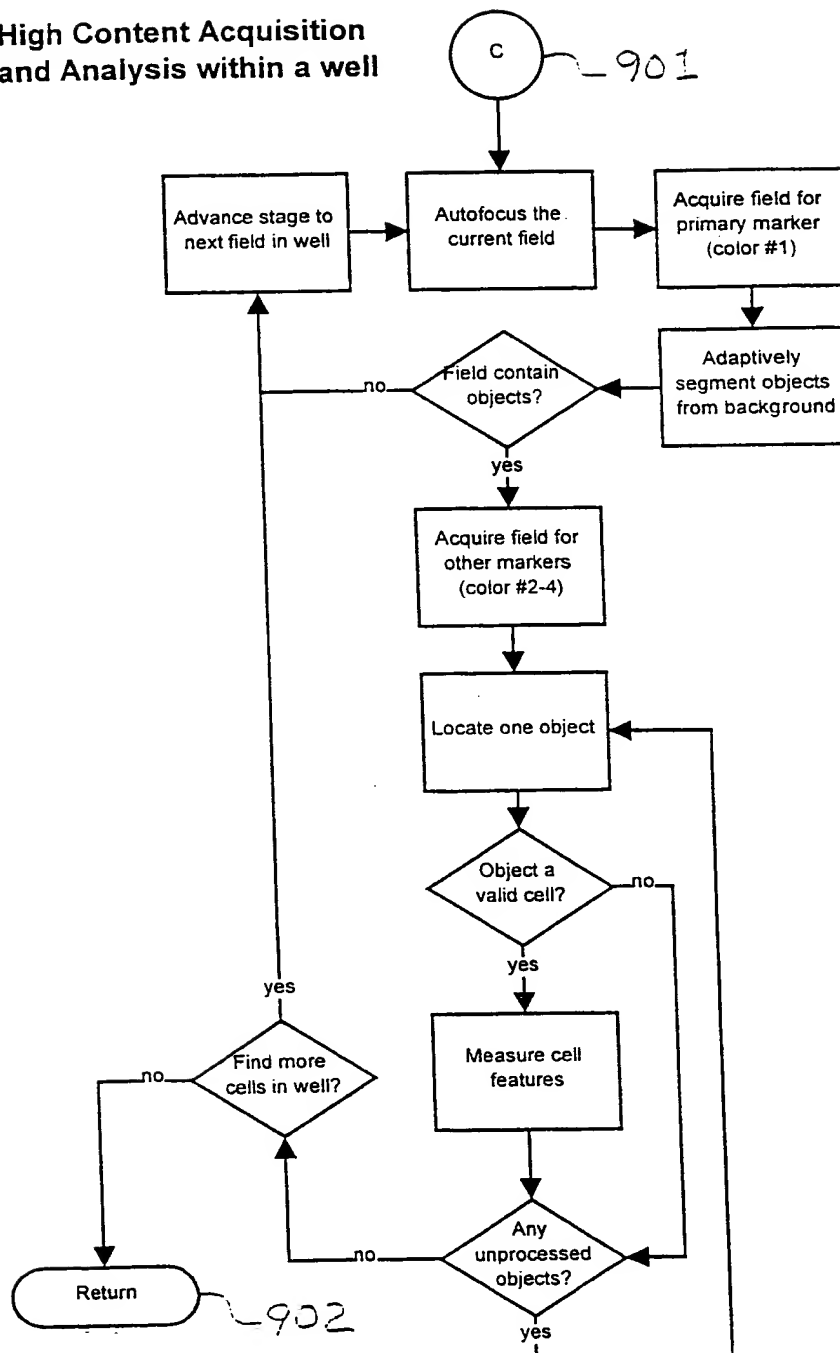 High Content Acquisition
and Analysis within a well
C
901
Advance stage to
next field in well
Autofocus the
current field
Acquire field for
primary marker
(color #1)
Adaptively
segment objects
from background
Field contain
objects?
no
yes
Acquire field for
other markers
(color #2-4)
Locate one object
Object a
valid cell?
no
yes
Measure cell
features
yes
Find more
cells in well?
no
Any
unprocessed
objects?
no
yes
Return
902